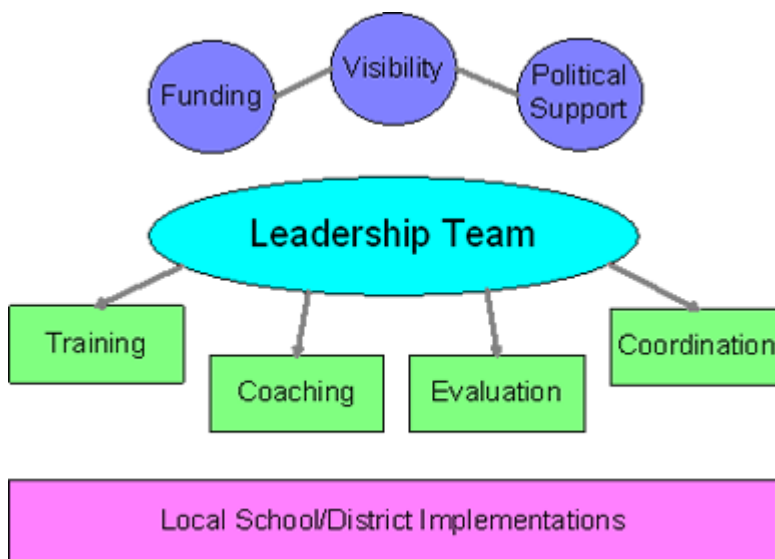 Funding
Visibility
Political
Support
Leadership Team
Training
Coaching
Evaluation
Coordination
Local School/District Implementations